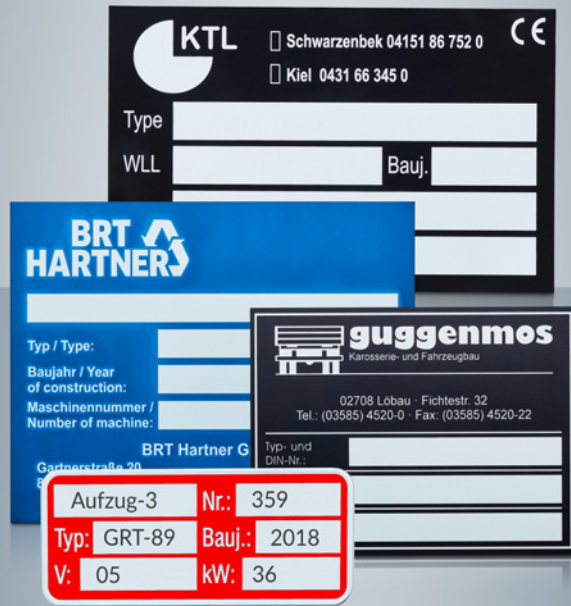 KTL
Schwarzenbek 04151 86 752 0
CE
Kiel 0431 66 345 0
Type
WLL
Bauj.
BRT
HARTNER
Typ / Type:
Baujahr / Year
of construction:
Maschinennummer /
Number of machine:
BRT Hartner G
Gartnerstraße 20
guggenmos
Karosserie- und Fahrzeugbau
02708 Löbau · Fichtestr. 32
Tel.: (03585) 4520-0 · Fax: (03585) 4520-22
Typ- und
DIN-Nr.:
Aufzug-3 Nr.: 359
Typ: GRT-89 Bauj.: 2018
V: 05 kW: 36